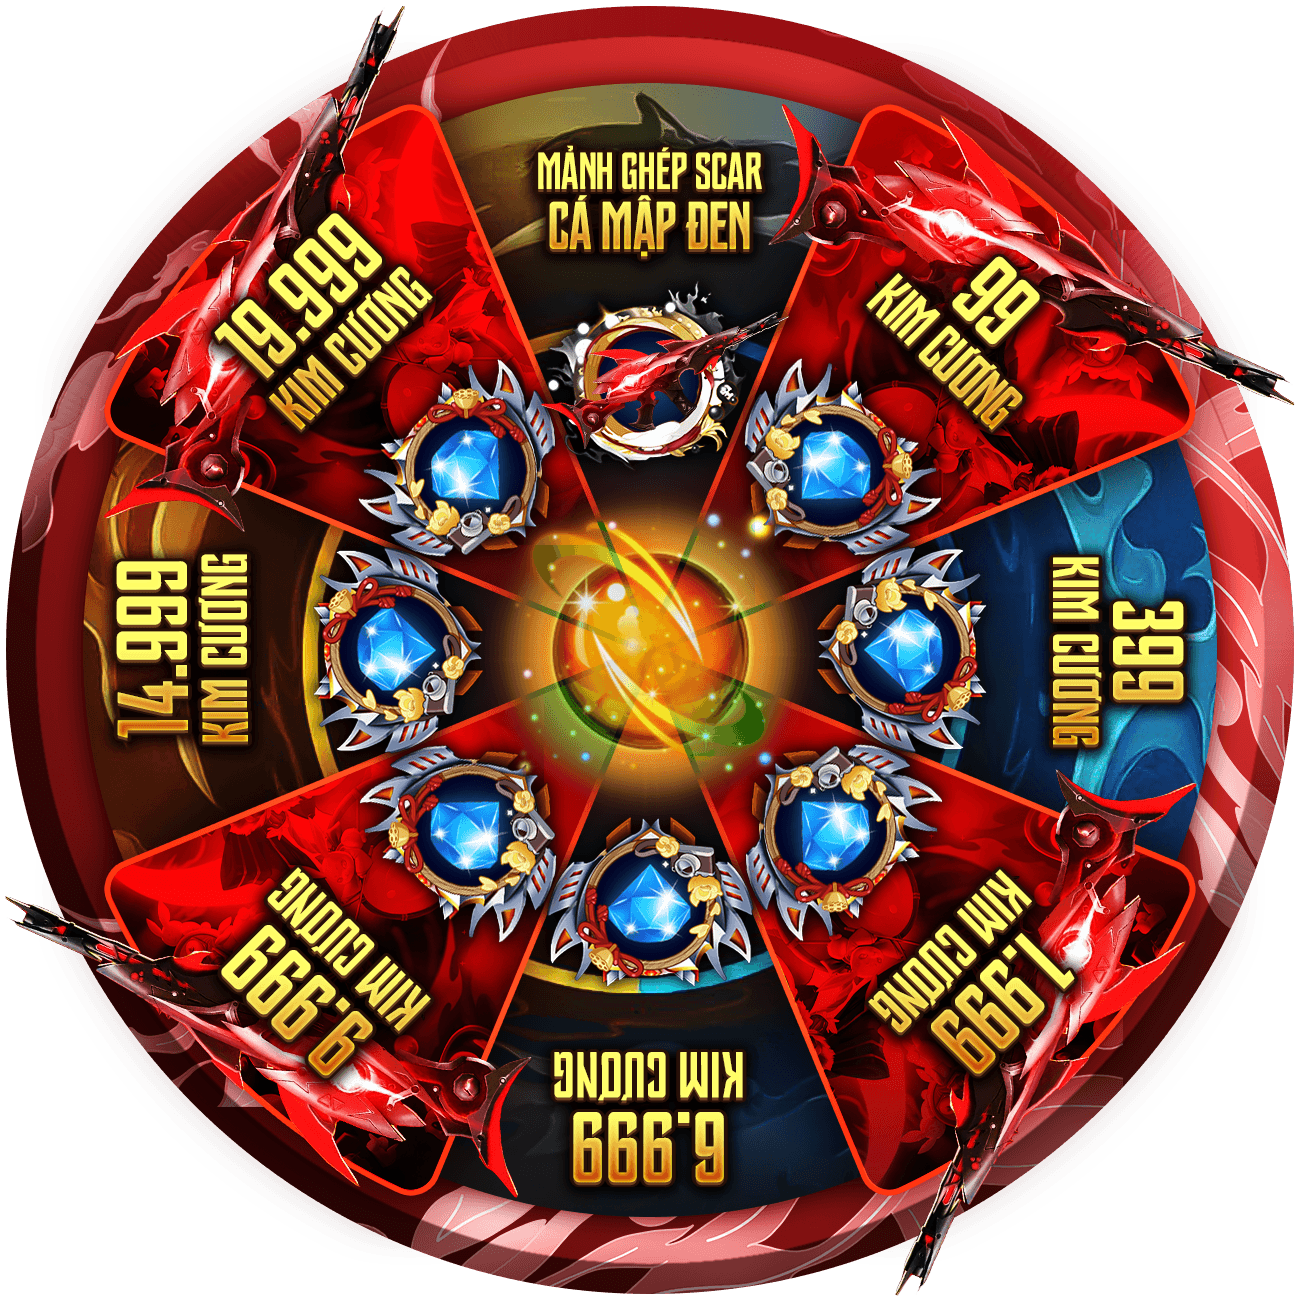 MẢNH GHÉP SCAR
CÁ MẬP ĐEN
99
KIM CƯƠNG
399
KIM CƯƠNG
1.999
KIM CƯƠNG
6.999
KIM CƯƠNG
9.999
KIM CƯƠNG
14.999
KIM CƯƠNG
19.999
KIM CƯƠNG